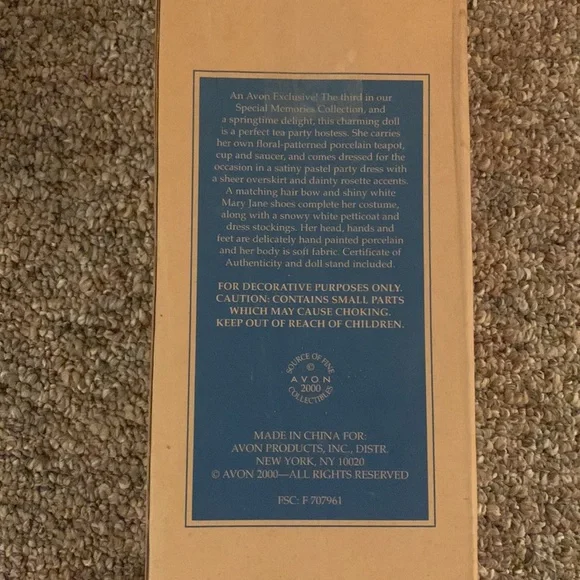 An Avon Exclusive! The third in our
Special Memories Collection, and
a springtime delight, this charming doll
is a perfect tea party hostess. She carries
her own floral-patterned porcelain teapot,
cup and saucer, and comes dressed for the
occasion in a satiny pastel party dress with
a sheer overskirt and dainty rosette accents.
A matching hair bow and shiny white
Mary Jane shoes complete her costume,
along with a snowy white petticoat and
dress stockings. Her head, hands and
feet are delicately hand painted porcelain
and her body is soft fabric. Certificate of
Authenticity and doll stand included.
FOR DECORATIVE PURPOSES ONLY.
CAUTION: CONTAINS SMALL PARTS
WHICH MAY CAUSE CHOKING.
KEEP OUT OF REACH OF CHILDREN.
SOURCE OF FINE
©
AVON
2000
COLLECTIBLES
MADE IN CHINA FOR:
AVON PRODUCTS, INC., DISTR.
NEW YORK, NY 10020
© AVON 2000—ALL RIGHTS RESERVED
FSC: F 707961